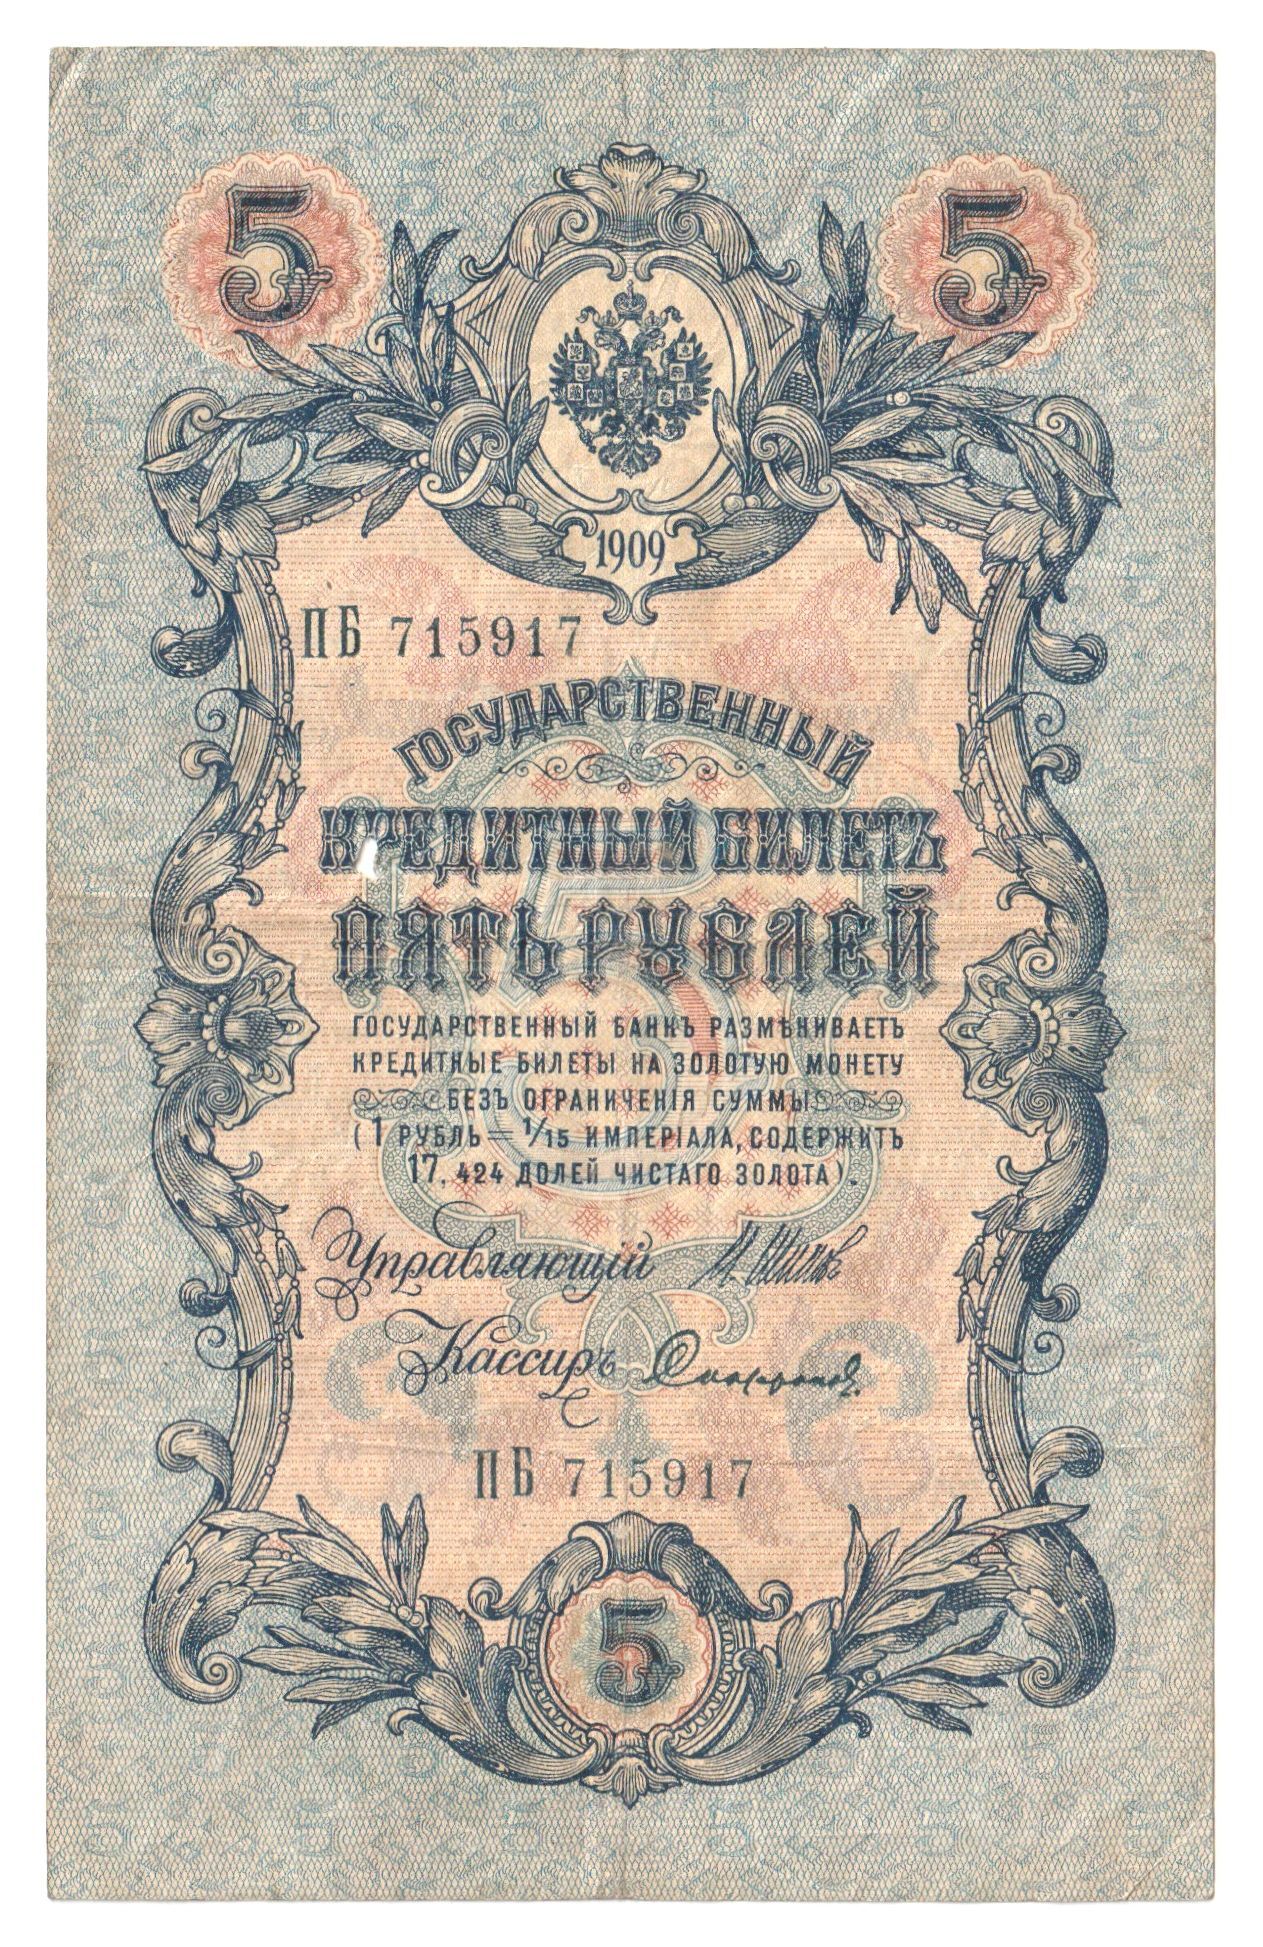 5
5
1909
ПБ 715917
ГОСУДАРСТВЕННЫЙ
КРЕДИТНЫЙ БИЛЕТЪ
ПЯТЬ РУБЛЕЙ
ГОСУДАРСТВЕННЫЙ БАНКЪ РАЗМѢНИВАЕТЪ
КРЕДИТНЫЕ БИЛЕТЫ НА ЗОЛОТУЮ МОНЕТУ
БЕЗЪ ОГРАНИЧЕНІЯ СУММЫ
(1 РУБЛЬ = 1/15 ИМПЕРІАЛА, СОДЕРЖИТЪ
17,424 ДОЛЕЙ ЧИСТАГО ЗОЛОТА).
Управляющій
Кассиръ
ПБ 715917
5